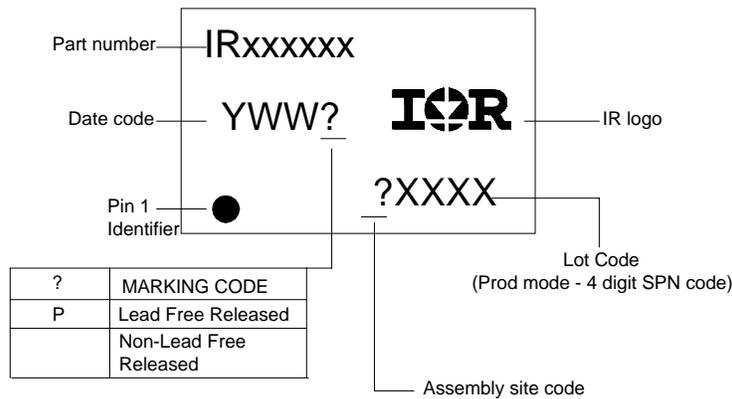 Part number
IRxxxxxx
Date code
YWW?
IOR
IR logo
?XXXX
Pin 1
Identifier
Lot Code
(Prod mode - 4 digit SPN code)
? MARKING CODE
P Lead Free Released
Non-Lead Free
Released
Assembly site code